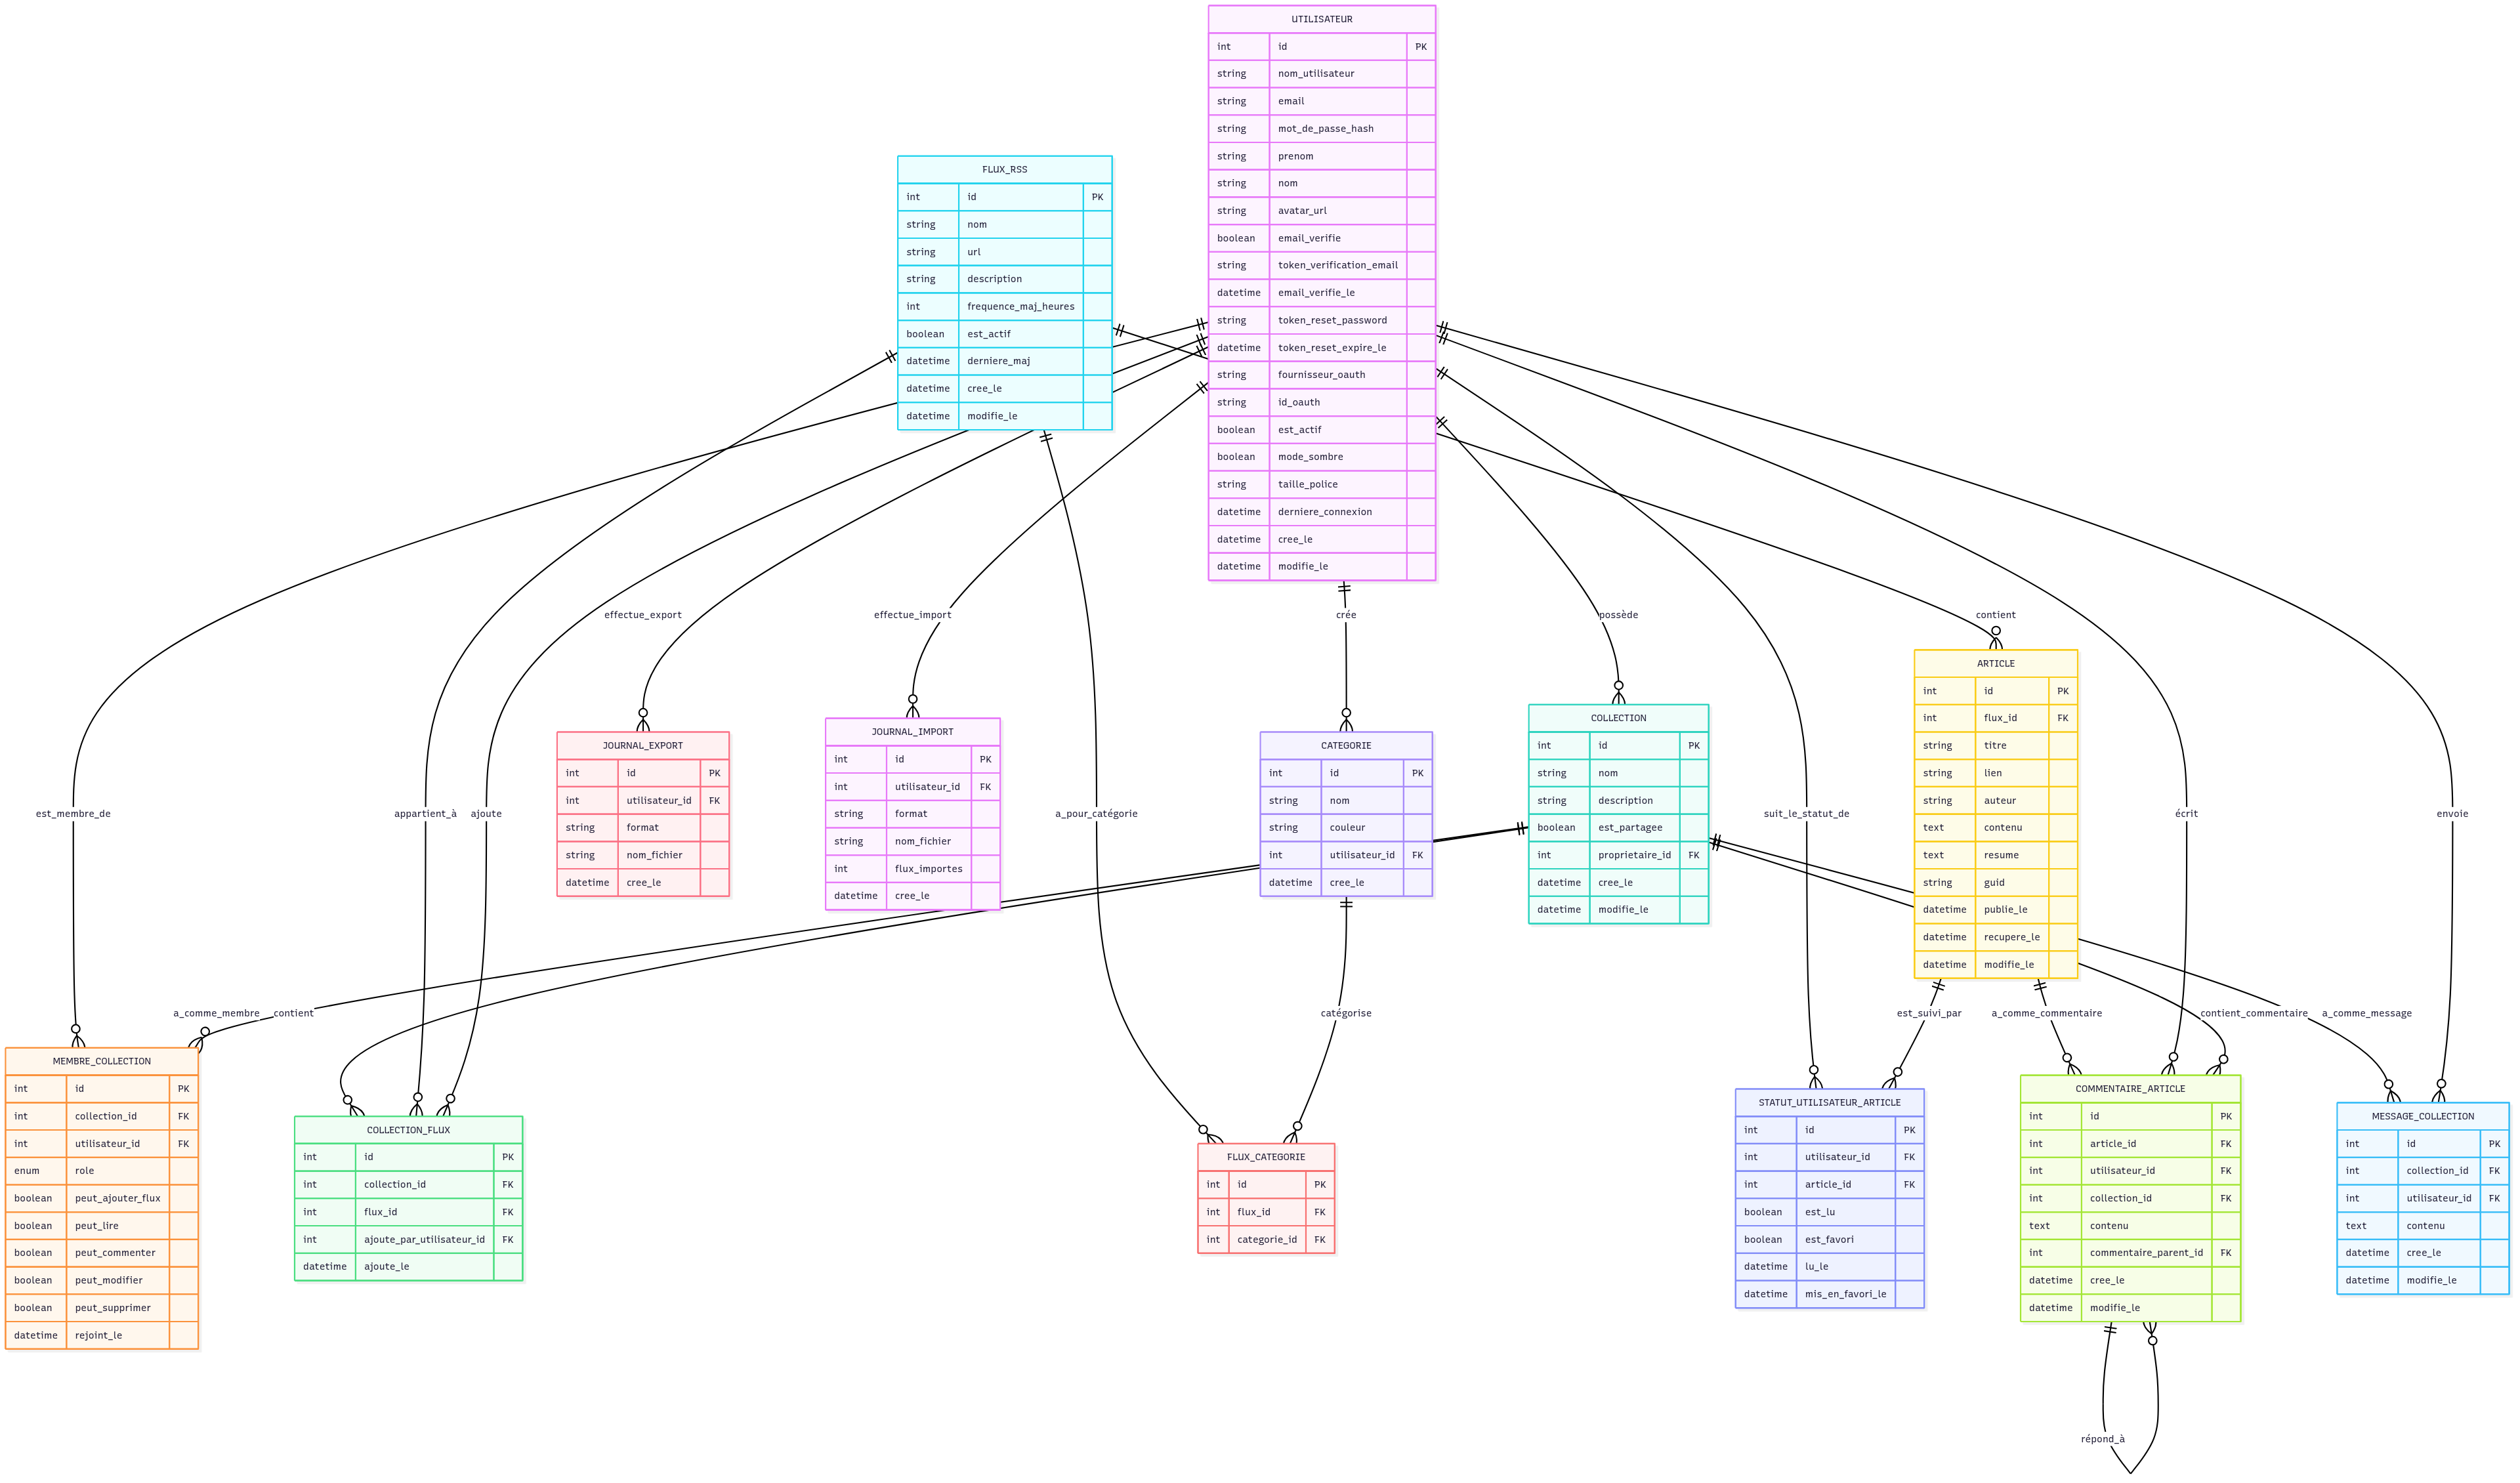 UTILISATEUR
int id PK
string nom_utilisateur
string email
string mot_de_passe_hash
string prenom
string nom
string avatar_url
boolean email_verifie
string token_verification_email
datetime email_verifie_le
string token_reset_password
datetime token_reset_expire_le
string fournisseur_oauth
string id_oauth
boolean est_actif
boolean mode_sombre
string taille_police
datetime derniere_connexion
datetime cree_le
datetime modifie_le
FLUX_RSS
int id PK
string nom
string url
string description
int frequence_maj_heures
boolean est_actif
datetime derniere_maj
datetime cree_le
datetime modifie_le
effectue_export
effectue_import
crée
possède
contient
JOURNAL_EXPORT
int id PK
int utilisateur_id FK
string format
string nom_fichier
datetime cree_le
JOURNAL_IMPORT
int id PK
int utilisateur_id FK
string format
string nom_fichier
int flux_importes
datetime cree_le
CATEGORIE
int id PK
string nom
string couleur
int utilisateur_id FK
datetime cree_le
COLLECTION
int id PK
string nom
string description
boolean est_partagee
int proprietaire_id FK
datetime cree_le
datetime modifie_le
ARTICLE
int id PK
int flux_id FK
string titre
string lien
string auteur
text contenu
text resume
string guid
datetime publie_le
datetime recupere_le
datetime modifie_le
est_membre_de
appartient_à
ajoute
a_pour_catégorie
suit_le_statut_de
écrit
envoie
a_comme_membre
contient
catégorise
est_suivi_par
a_comme_commentaire
contient_commentaire
a_comme_message
MEMBRE_COLLECTION
int id PK
int collection_id FK
int utilisateur_id FK
enum role
boolean peut_ajouter_flux
boolean peut_lire
boolean peut_commenter
boolean peut_modifier
boolean peut_supprimer
datetime rejoint_le
COLLECTION_FLUX
int id PK
int collection_id FK
int flux_id FK
int ajoute_par_utilisateur_id FK
datetime ajoute_le
FLUX_CATEGORIE
int id PK
int flux_id FK
int categorie_id FK
STATUT_UTILISATEUR_ARTICLE
int id PK
int utilisateur_id FK
int article_id FK
boolean est_lu
boolean est_favori
datetime lu_le
datetime mis_en_favori_le
COMMENTAIRE_ARTICLE
int id PK
int article_id FK
int utilisateur_id FK
int collection_id FK
text contenu
int commentaire_parent_id FK
datetime cree_le
datetime modifie_le
MESSAGE_COLLECTION
int id PK
int collection_id FK
int utilisateur_id FK
text contenu
datetime cree_le
datetime modifie_le
répond_à